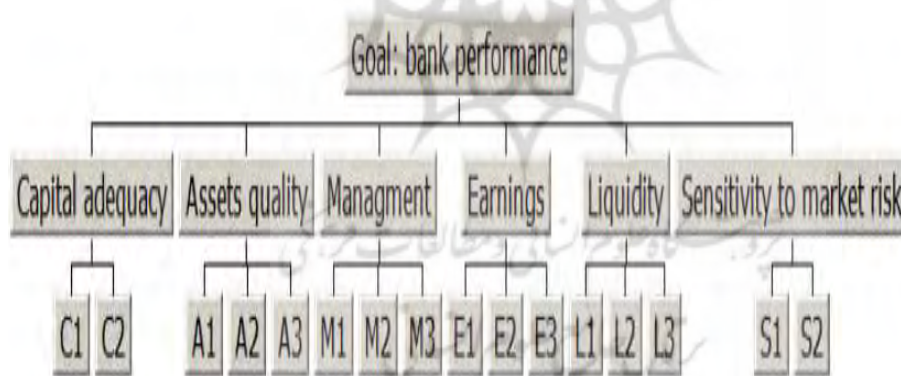 Goal: bank performance
Capital adequacy Assets quality Managment Earnings Liquidity Sensitivity to market risk
C1 C2 A1 A2 A3 M1 M2 M3 E1 E2 E3 L1 L2 L3 S1 S2